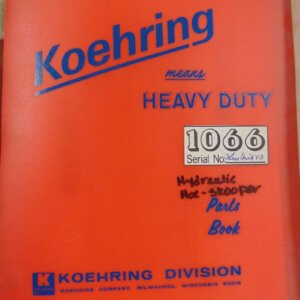 Koehring
means
HEAVY DUTY
1066
Serial No.
Hydraulic
Hoe - Skooper
Parts
Book
K KOEHRING DIVISION
KOEHRING COMPANY, MILWAUKEE, WISCONSIN 53216